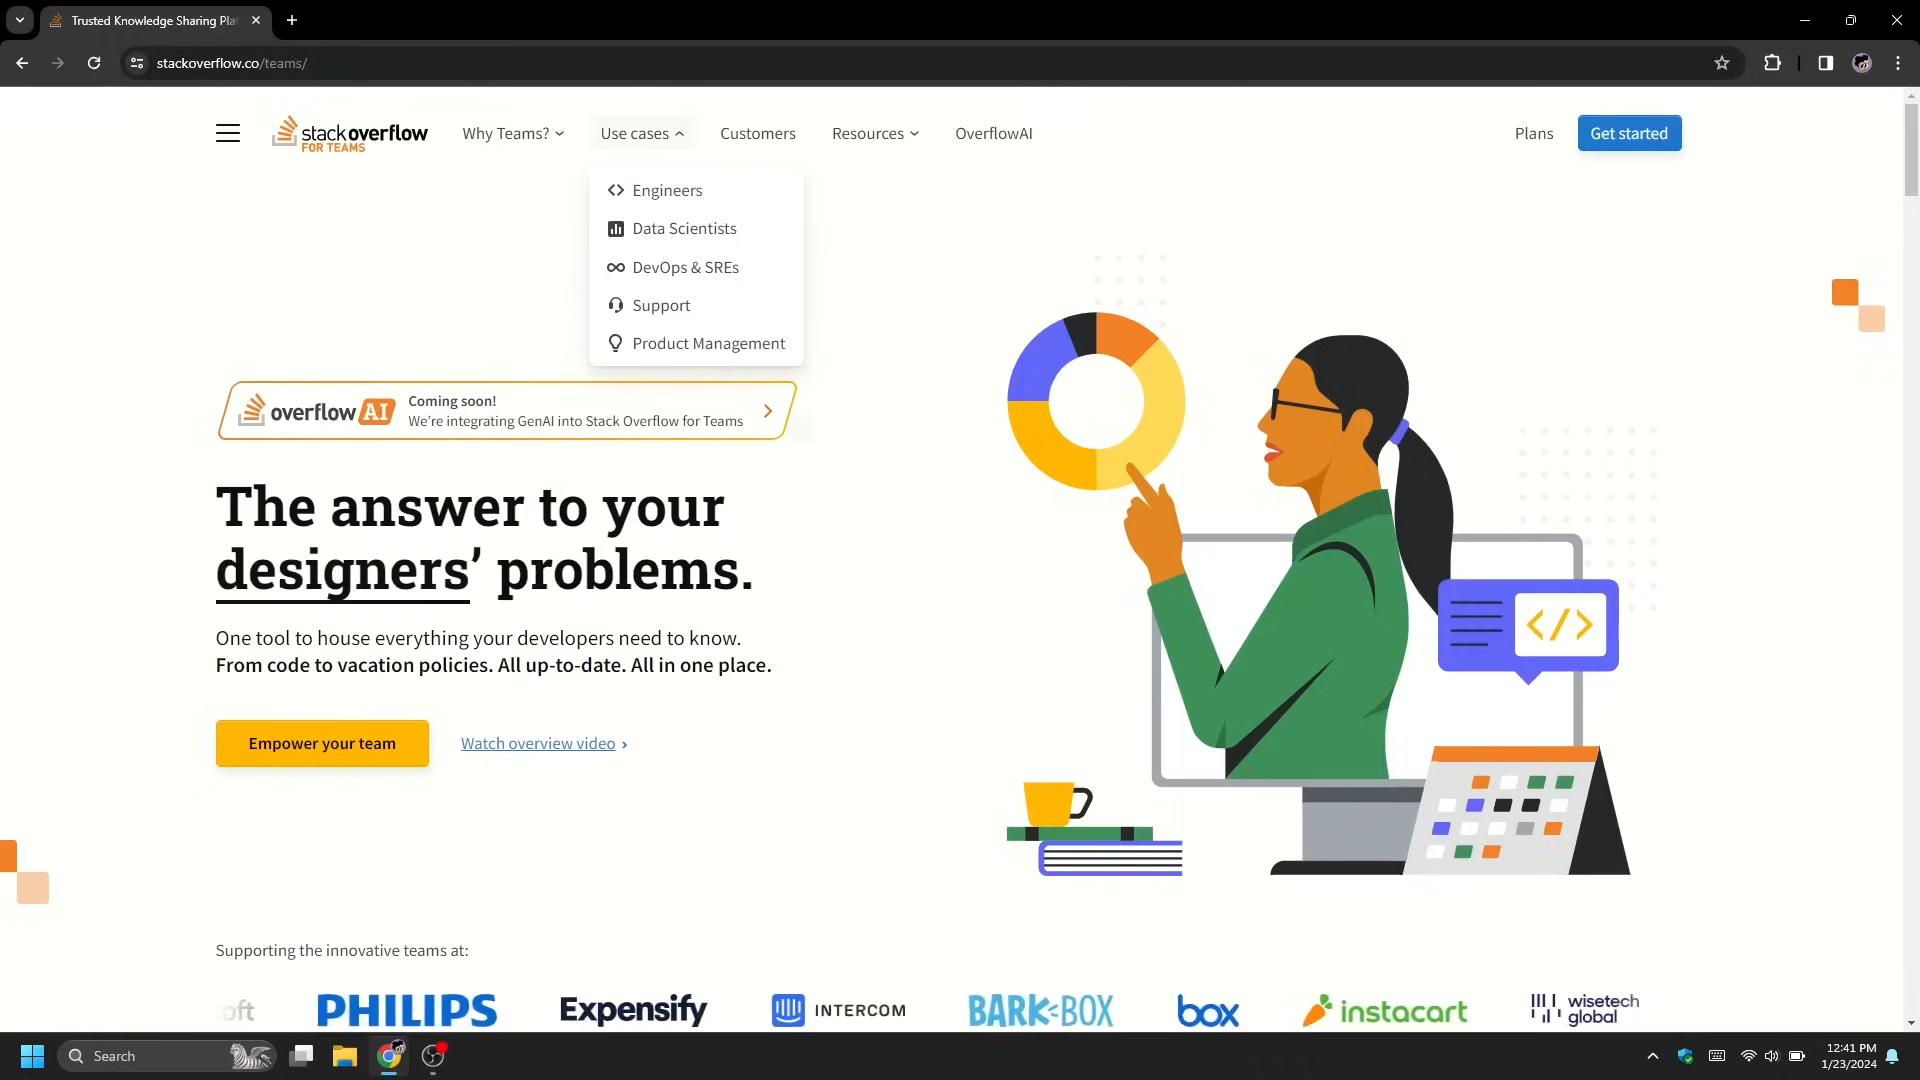 Trusted Knowledge Sharing Pla
stackoverflow.co/teams/
stackoverflow
FOR TEAMS
Why Teams?
Use cases
Customers
Resources
OverflowAI
Plans
Get started
Engineers
Data Scientists
DevOps & SREs
Support
Product Management
overflowAI
Coming soon!
We're integrating GenAI into Stack Overflow for Teams
The answer to your
designers' problems.
One tool to house everything your developers need to know.
From code to vacation policies. All up-to-date. All in one place.
Empower your team
Watch overview video
</>
Supporting the innovative teams at:
oft
PHILIPS
Expensify
INTERCOM
BARKBOX
box
instacart
wisetech
global
Search
12:41 PM
1/23/2024